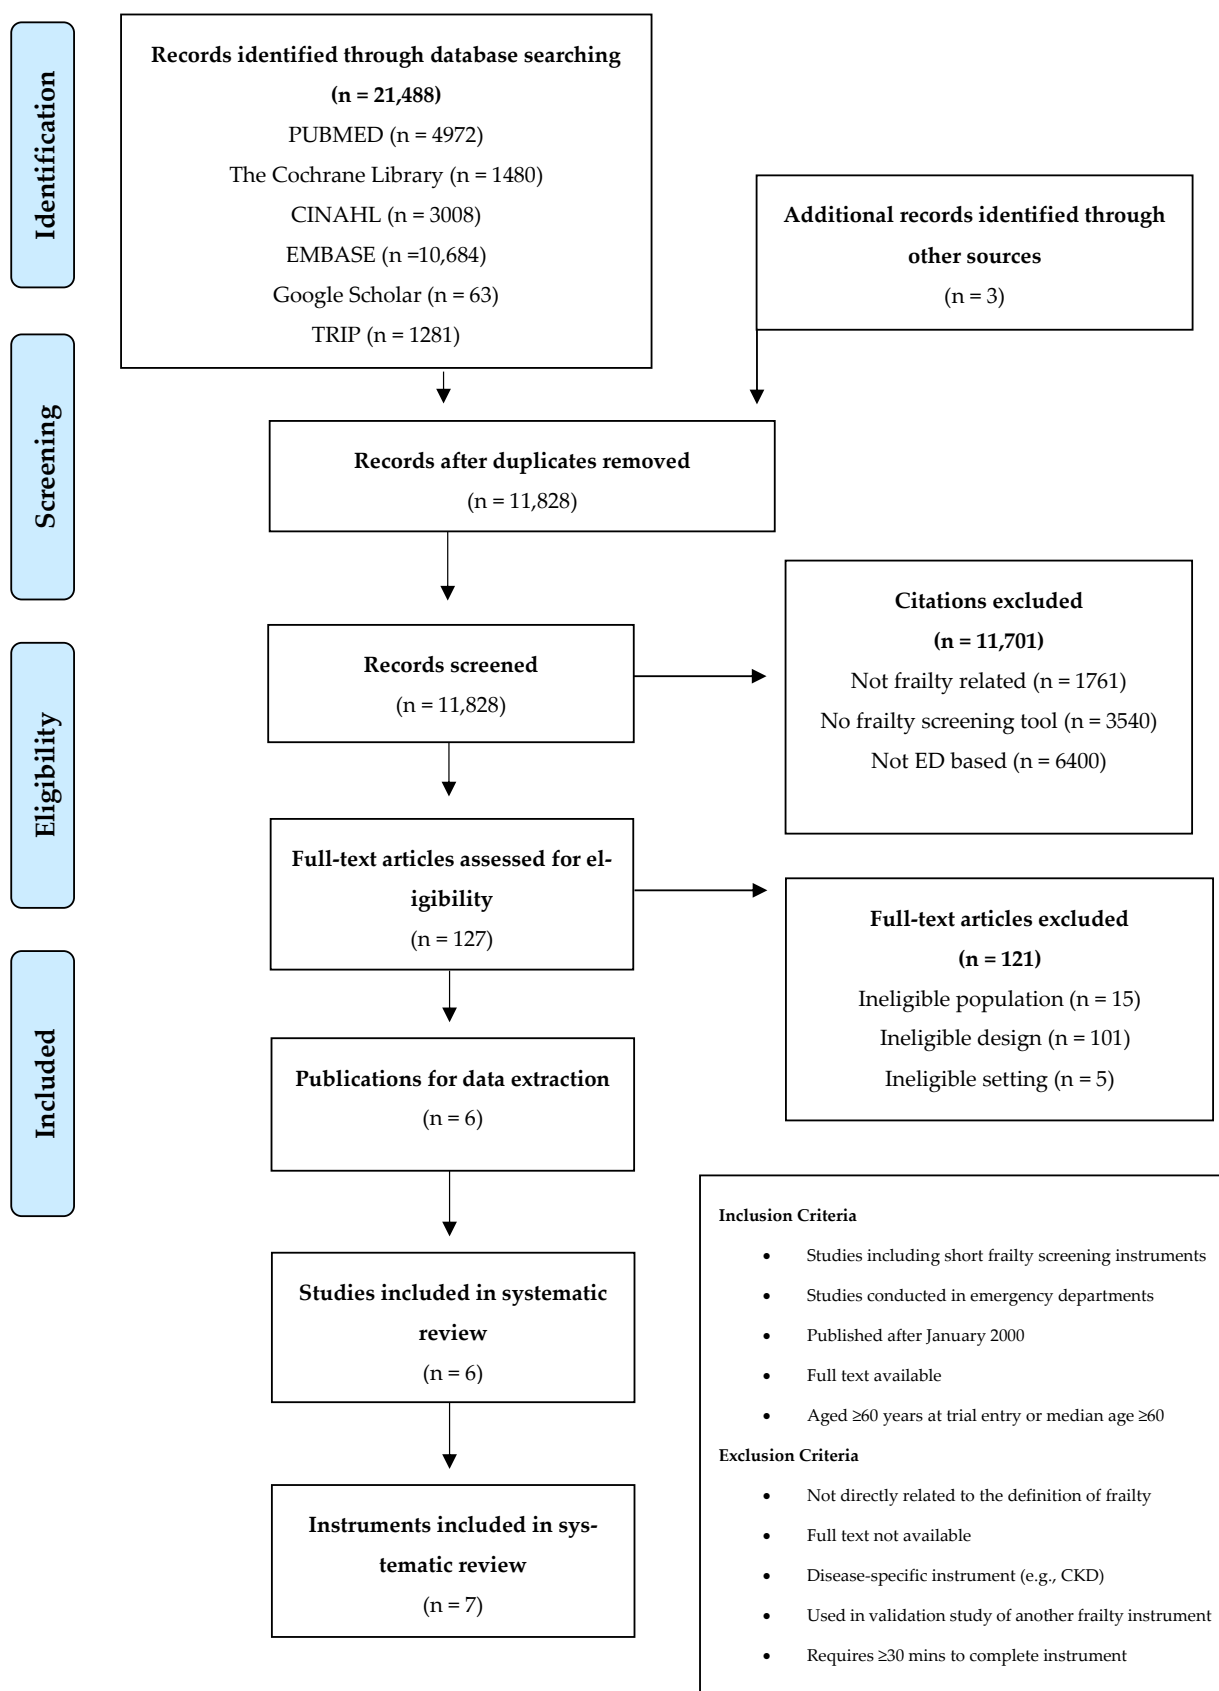 Identification
Records identified through database searching
(n = 21,488)
PUBMED (n = 4972)
The Cochrane Library (n = 1480)
CINAHL (n = 3008)
EMBASE (n =10,684)
Google Scholar (n = 63)
TRIP (n = 1281)
Additional records identified through
other sources
(n = 3)
Screening
Records after duplicates removed
(n = 11,828)
Records screened
(n = 11,828)
Citations excluded
(n = 11,701)
Not frailty related (n = 1761)
No frailty screening tool (n = 3540)
Not ED based (n = 6400)
Eligibility
Full-text articles assessed for el-
igibility
(n = 127)
Full-text articles excluded
(n = 121)
Ineligible population (n = 15)
Ineligible design (n = 101)
Ineligible setting (n = 5)
Included
Publications for data extraction
(n = 6)
Studies included in systematic
review
(n = 6)
Instruments included in sys-
tematic review
(n = 7)
Inclusion Criteria
• Studies including short frailty screening instruments
• Studies conducted in emergency departments
• Published after January 2000
• Full text available
• Aged ≥60 years at trial entry or median age ≥60
Exclusion Criteria
• Not directly related to the definition of frailty
• Full text not available
• Disease-specific instrument (e.g., CKD)
• Used in validation study of another frailty instrument
• Requires ≥30 mins to complete instrument